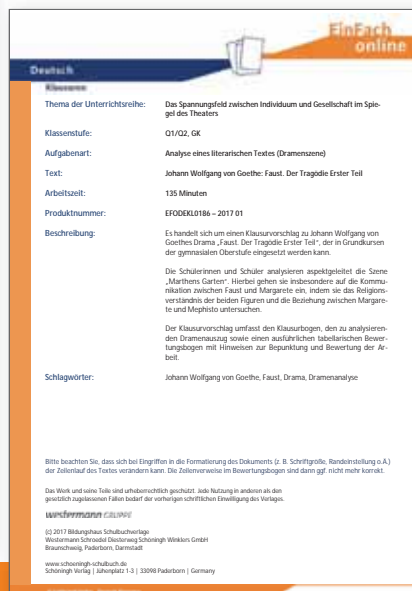 EinFach
online
Deutsch
Klausuren
Thema der Unterrichtsreihe: Das Spannungsfeld zwischen Individuum und Gesellschaft im Spie-
gel des Theaters
Klassenstufe: Q1/Q2, GK
Aufgabenart: Analyse eines literarischen Textes (Dramenszene)
Text: Johann Wolfgang von Goethe: Faust. Der Tragödie Erster Teil
Arbeitszeit: 135 Minuten
Produktnummer: EFODEKL0186 – 2017 01
Beschreibung: Es handelt sich um einen Klausurvorschlag zu Johann Wolfgang von
Goethes Drama „Faust. Der Tragödie Erster Teil", der in Grundkursen
der gymnasialen Oberstufe eingesetzt werden kann.
Die Schülerinnen und Schüler analysieren aspektgeleitet die Szene
„Marthens Garten". Hierbei gehen sie insbesondere auf die Kommu-
nikation zwischen Faust und Margarete ein, indem sie das Religions-
verständnis der beiden Figuren und die Beziehung zwischen Margare-
te und Mephisto untersuchen.
Der Klausurvorschlag umfasst den Klausurbogen, den zu analysieren-
den Dramenauszug sowie einen ausführlichen tabellarischen Bewer-
tungsbogen mit Hinweisen zur Bepunktung und Bewertung der Ar-
beit.
Schlagwörter: Johann Wolfgang von Goethe, Faust, Drama, Dramenanalyse
Bitte beachten Sie, dass sich bei Eingriffen in die Formatierung des Dokuments (z. B. Schriftgröße, Randeinstellung o.Ä.)
der Zeilenlauf des Textes verändern kann. Die Zeilenverweise im Bewertungsbogen sind dann ggf. nicht mehr korrekt.
Das Werk und seine Teile sind urheberrechtlich geschützt. Jede Nutzung in anderen als den
gesetzlich zugelassenen Fällen bedarf der vorherigen schriftlichen Einwilligung des Verlages.
westermann GRUPPE
(c) 2017 Bildungshaus Schulbuchverlage
Westermann Schroedel Diesterweg Schöningh Winklers GmbH
Braunschweig, Paderborn, Darmstadt
www.schoeningh-schulbuch.de
Schöningh Verlag | Jühenplatz 1-3 | 33098 Paderborn | Germany